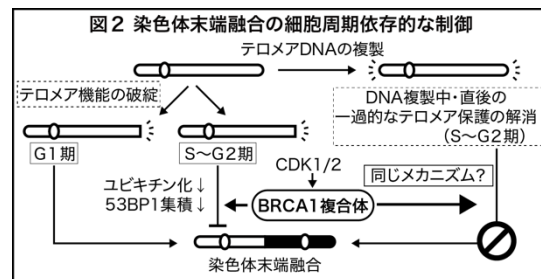 図2 染色体末端融合の細胞周期依存的な制御
テロメアDNAの複製
テロメア機能の破綻
DNA複製中・直後の
一過的なテロメア保護の解消
(S〜G2期)
G1期
S〜G2期
CDK1/2
同じメカニズム?
ユビキチン化↓
53BP1集積↓
BRCA1複合体
染色体末端融合